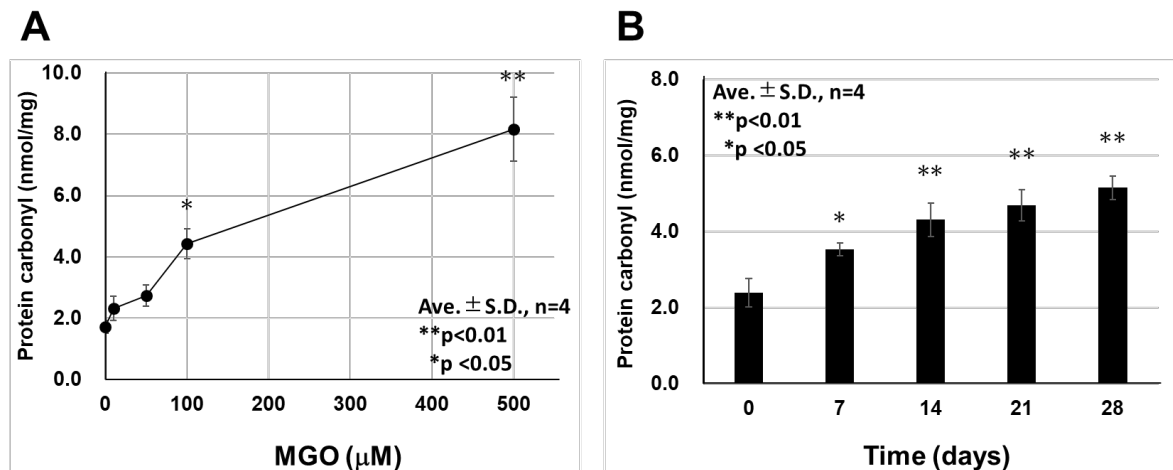 A
Protein carbonyl (nmol/mg)
10.0
8.0
6.0
4.0
2.0
0.0
**
*
Ave. ±S.D., n=4
**p<0.01
*p <0.05
0 100 200 300 400 500
MGO (μM)
B
Protein carbonyl (nmol/mg)
8.0
6.0
4.0
2.0
0.0
Ave. ±S.D., n=4
**p<0.01
*p <0.05
* ** ** **
0 7 14 21 28
Time (days)